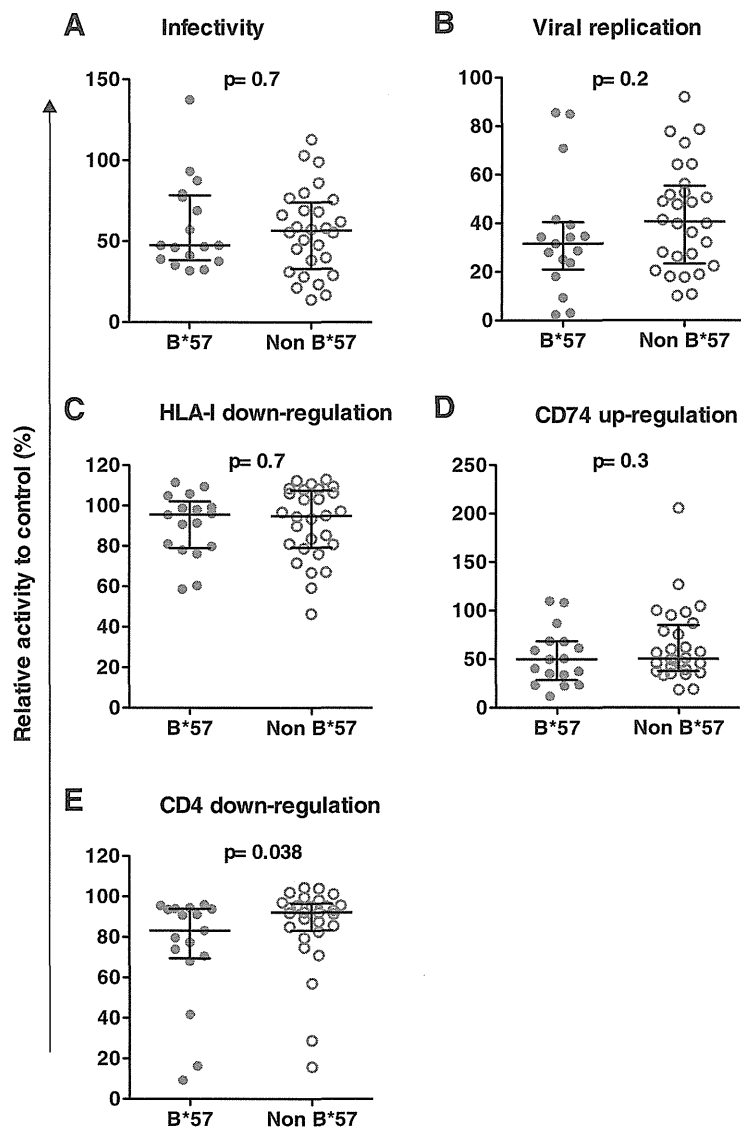 A Infectivity
p= 0.7
150
100
50
0
B*57 Non B*57
B Viral replication
p= 0.2
100
80
60
40
20
0
B*57 Non B*57
Relative activity to control (%)
C HLA-I down-regulation
p= 0.7
120
100
80
60
40
20
0
B*57 Non B*57
D CD74 up-regulation
p= 0.3
250
200
150
100
50
0
B*57 Non B*57
E CD4 down-regulation
p= 0.038
120
100
80
60
40
20
0
B*57 Non B*57